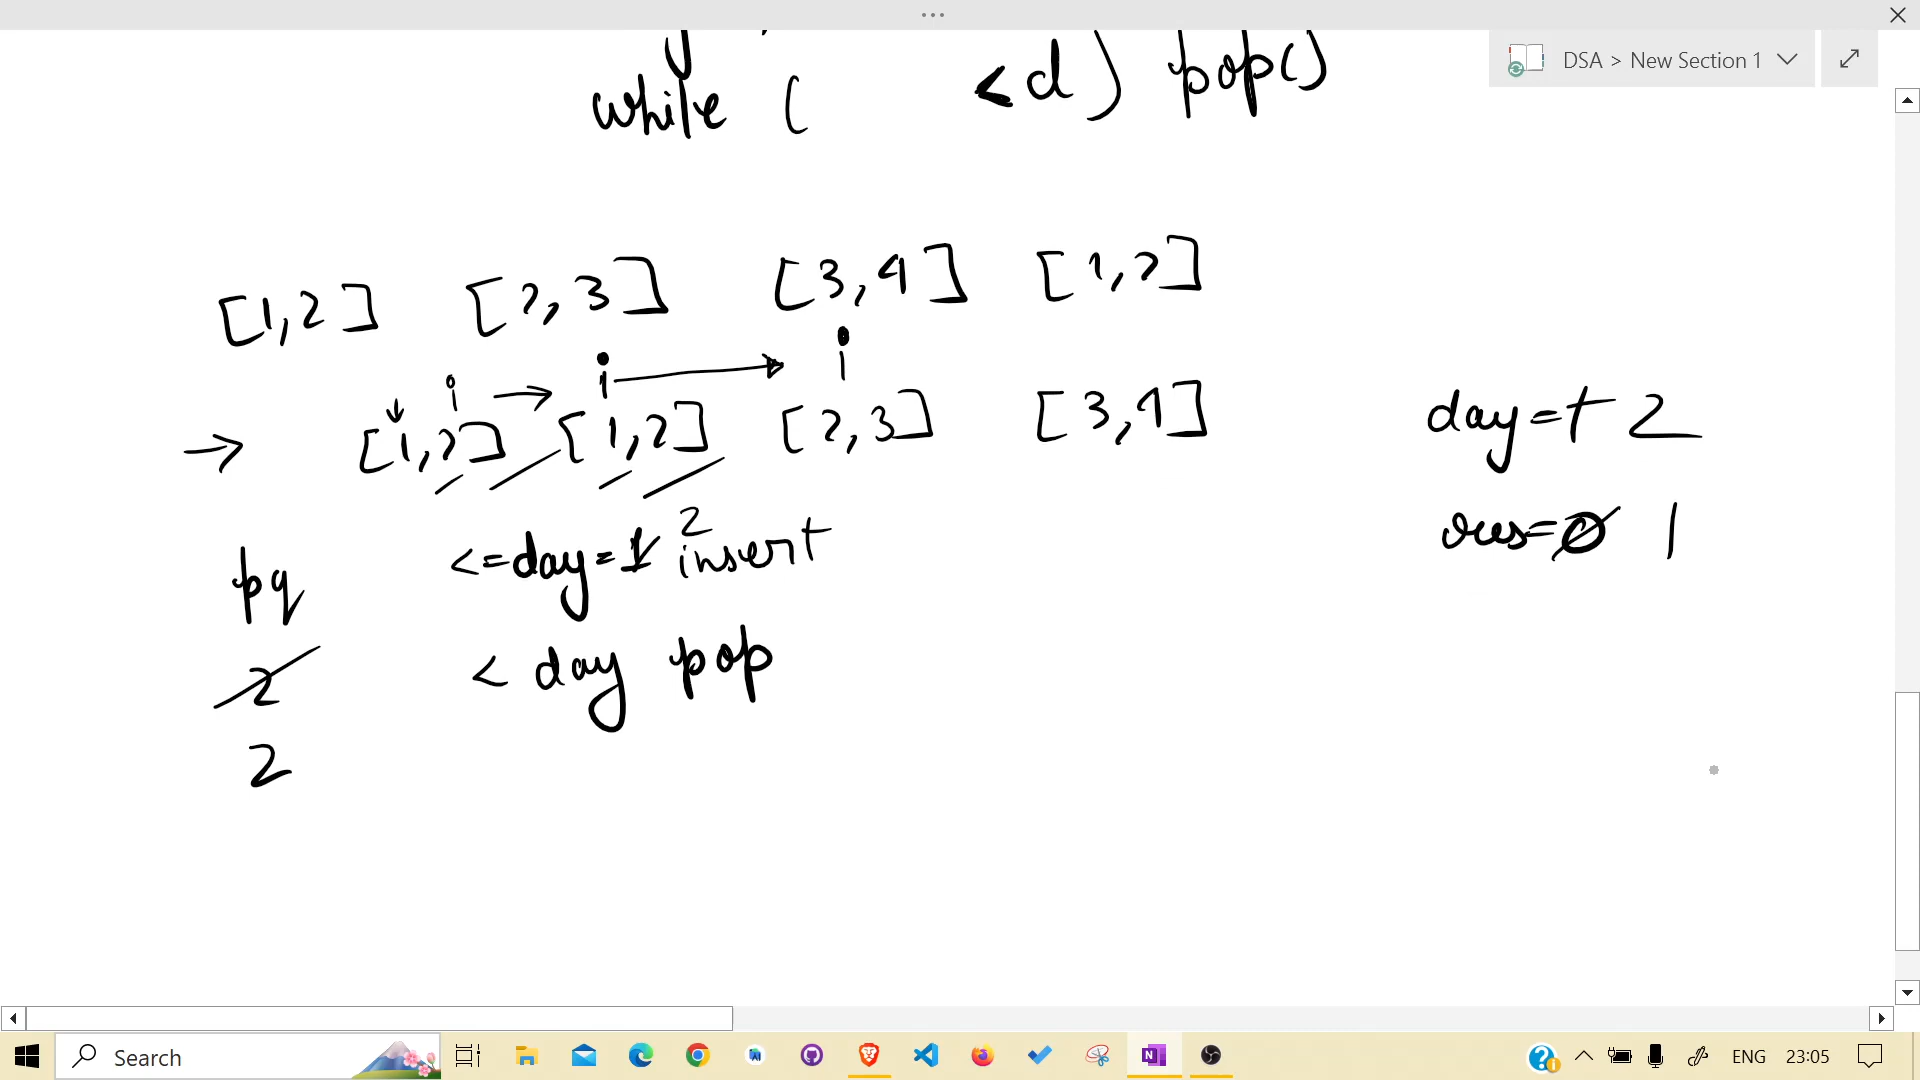 DSA > New Section 1
while ( <d) pop()
[1,2] [2,3] [3,4] [1,2]
i i i
→ [1,2] [1,2] [2,3] [3,4]
day=1 2
res=0 1
pq
<=day=1 2 insert
2
< day pop
2
Search
ENG 23:05